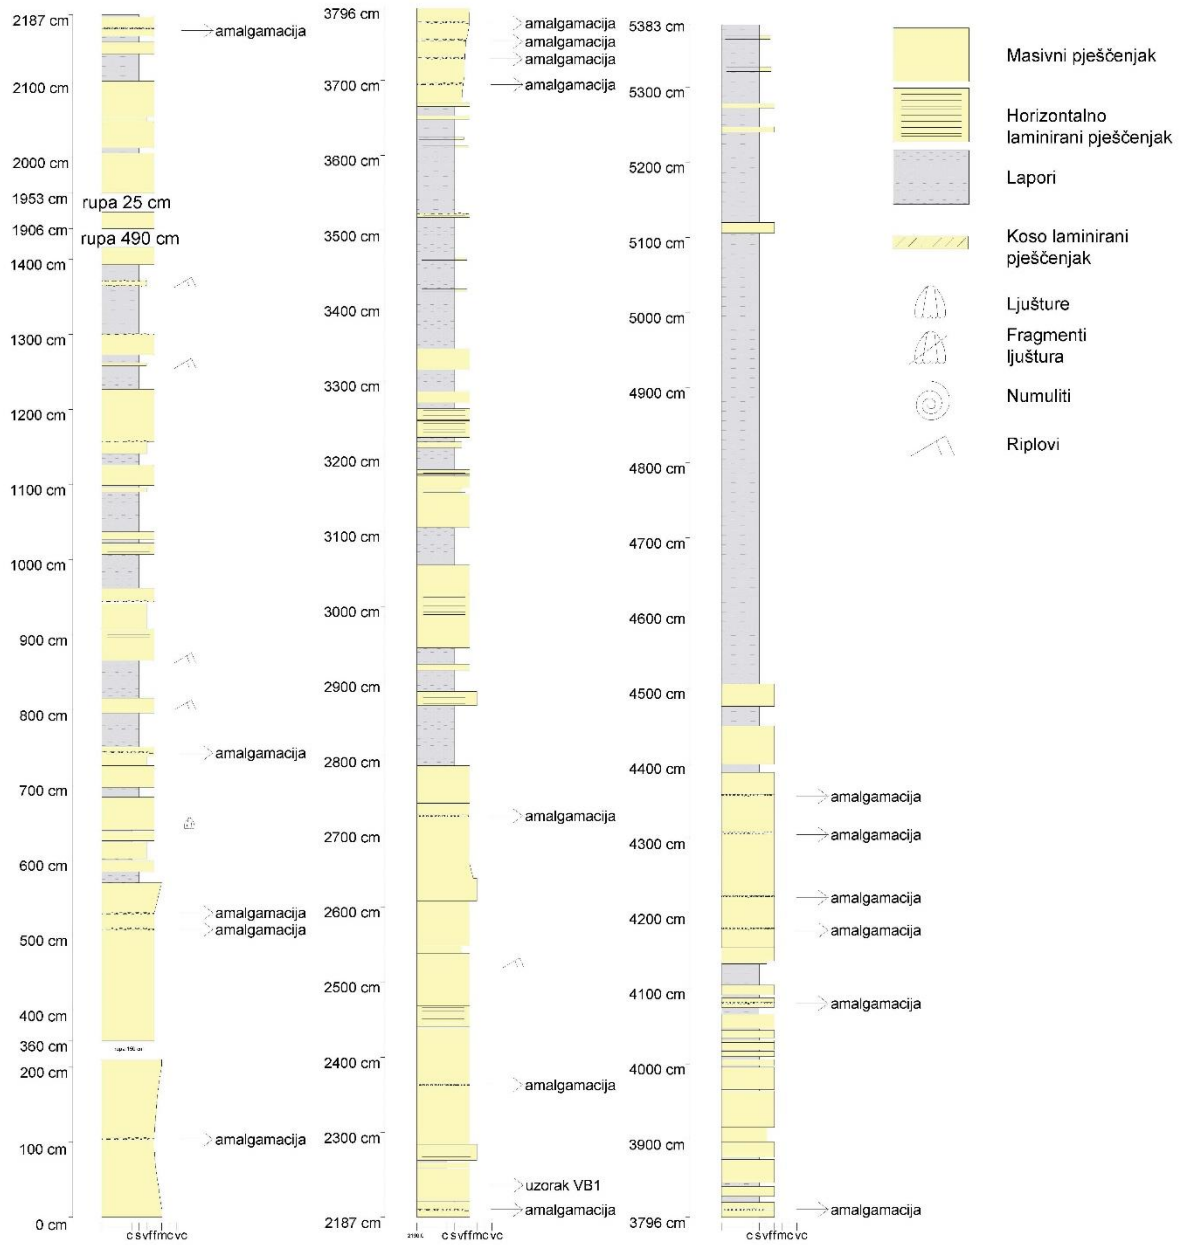 2187 cm
amalgamacija
2100 cm
2000 cm
1953 cm
rupa 25 cm
1906 cm
rupa 490 cm
1400 cm
1300 cm
1200 cm
1100 cm
1000 cm
900 cm
800 cm
amalgamacija
700 cm
600 cm
amalgamacija
amalgamacija
500 cm
400 cm
360 cm
200 cm
amalgamacija
100 cm
0 cm
csvffmcvc
3796 cm
amalgamacija
amalgamacija
amalgamacija
amalgamacija
3700 cm
3600 cm
3500 cm
3400 cm
3300 cm
3200 cm
3100 cm
3000 cm
2900 cm
2800 cm
amalgamacija
2700 cm
2600 cm
2500 cm
2400 cm
amalgamacija
2300 cm
uzorak VB1
amalgamacija
2187 cm
csvffmcvc
5383 cm
5300 cm
5200 cm
5100 cm
5000 cm
4900 cm
4800 cm
4700 cm
4600 cm
4500 cm
4400 cm
amalgamacija
4300 cm
amalgamacija
amalgamacija
4200 cm
amalgamacija
4100 cm
amalgamacija
4000 cm
3900 cm
amalgamacija
3796 cm
csvffmcvc
Masivni pješčenjak
Horizontalno
laminirani pješčenjak
Lapori
Koso laminirani
pješčenjak
Ljušture
Fragmenti
ljuštura
Numuliti
Riplovi